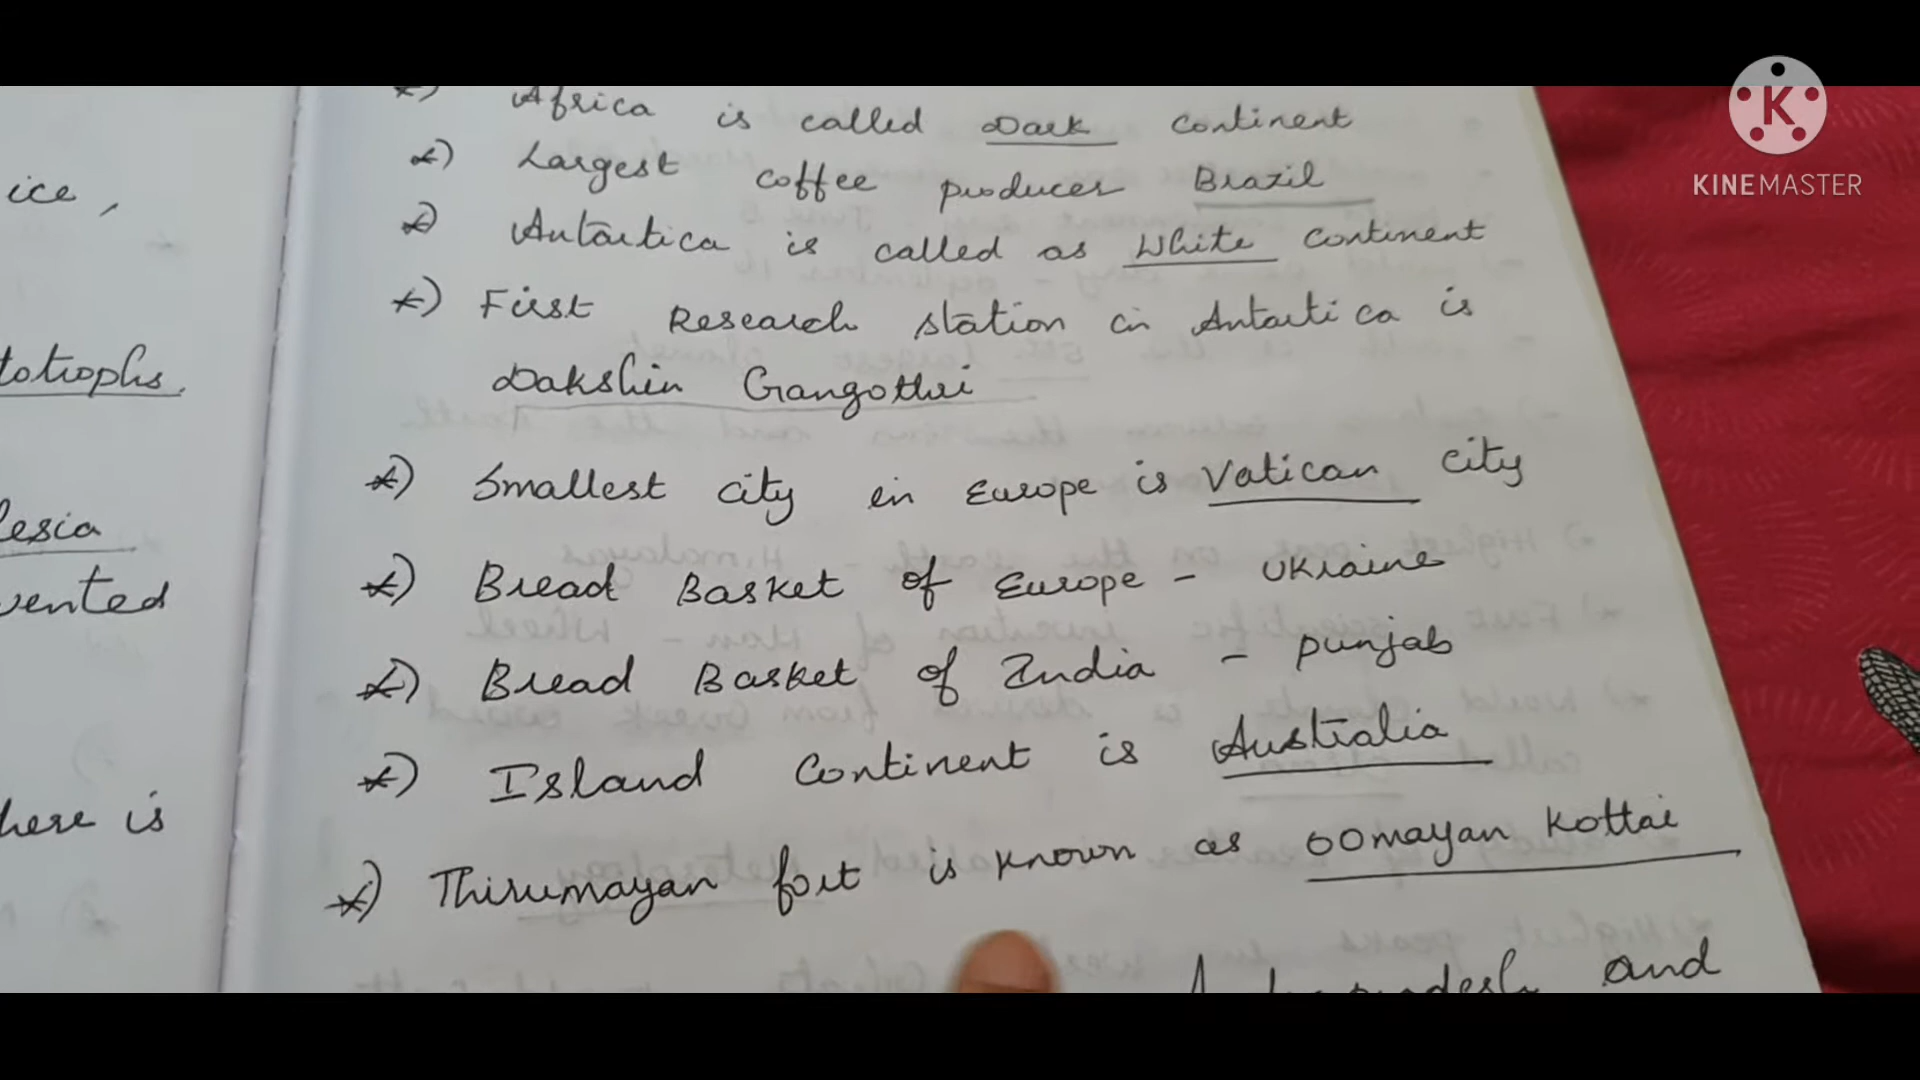 ice,
totrophs.
lesia
vented
here is
*) Africa is called Dark continent
*) Largest coffee producer Brazil
*) Antartica is called as White continent
*) First Research station in Antartica is
Dakshin Gangothri
*) Smallest city in Europe is Vatican city
*) Bread Basket of Europe - Ukraine
*) Bread Basket of India - punjab
*) Island Continent is Australia
*) Thirumayan fort is known as oomayan kottai
and
K
KINEMASTER